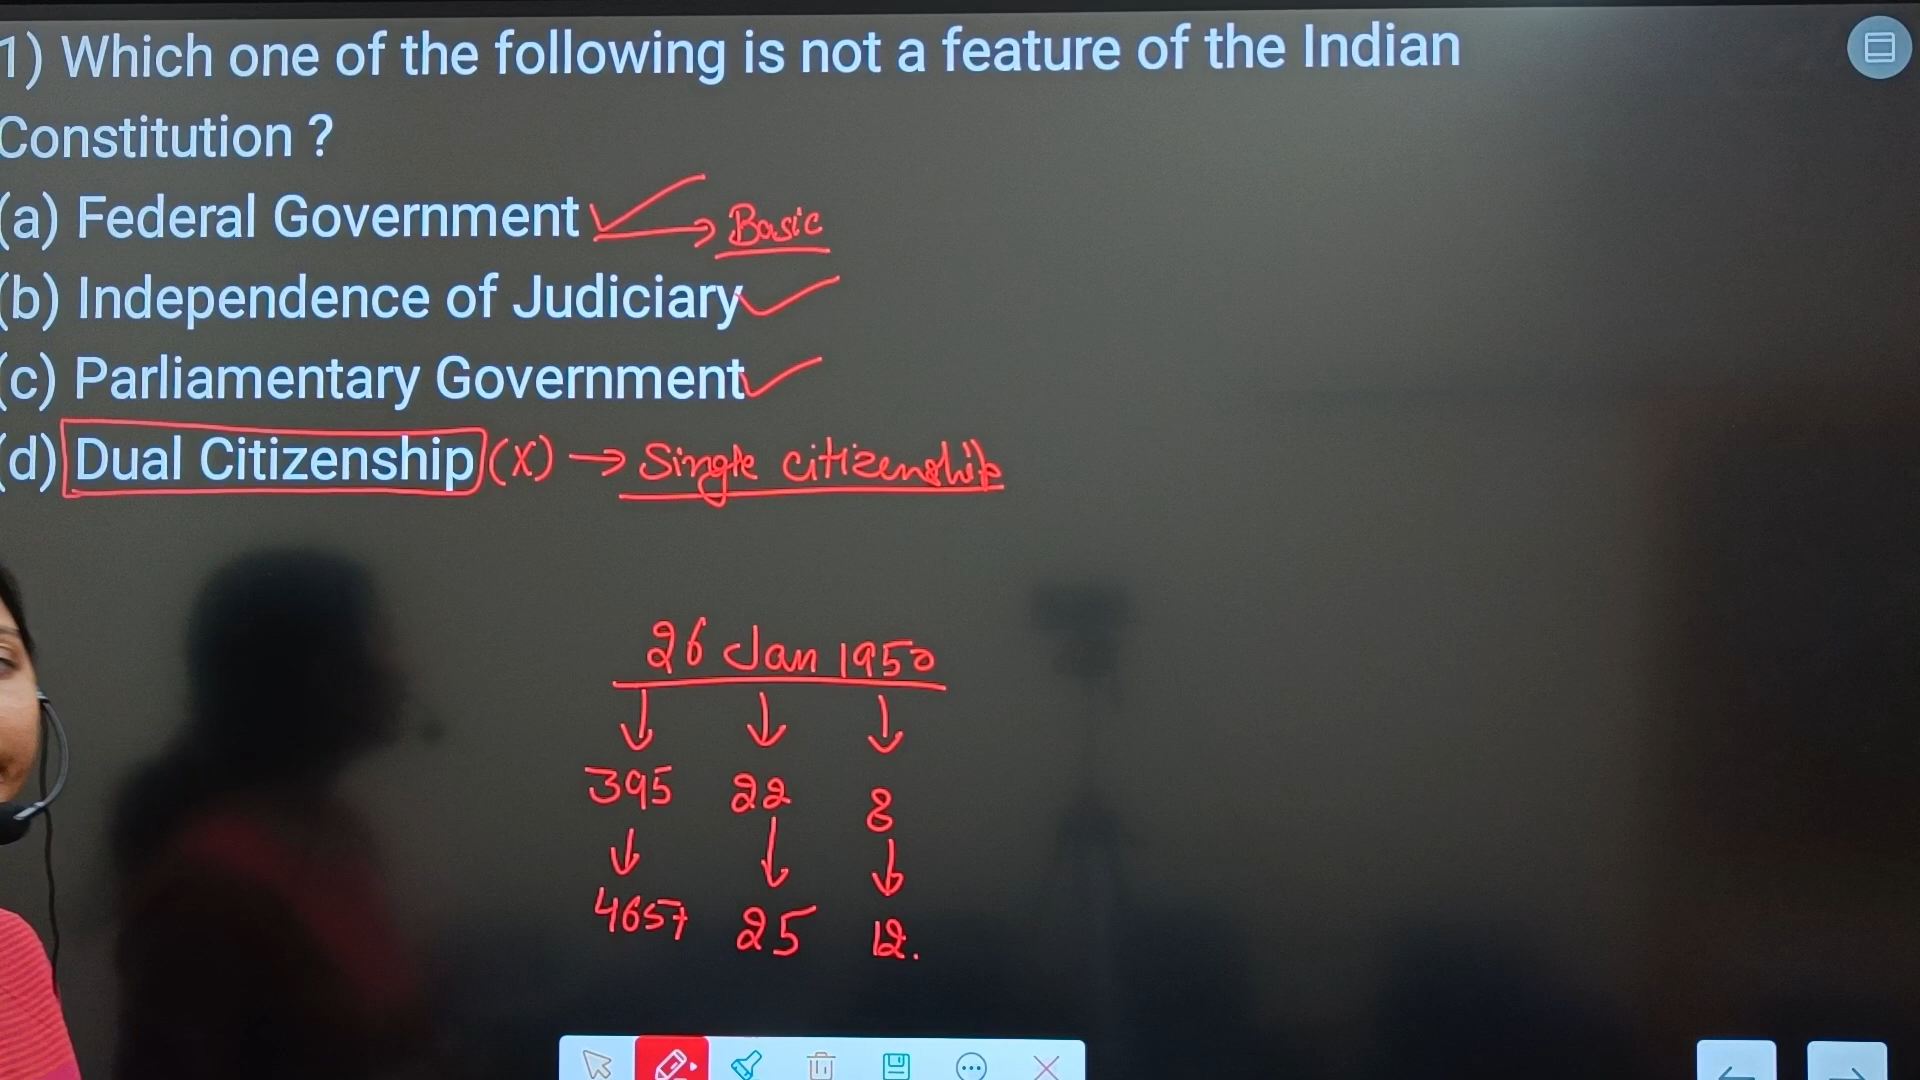 1) Which one of the following is not a feature of the Indian
Constitution ?
(a) Federal Government → Basic
(b) Independence of Judiciary
(c) Parliamentary Government
(d) Dual Citizenship (x) → Single citizenship
26 Jan 1950
395 22 8
4657 25 12.